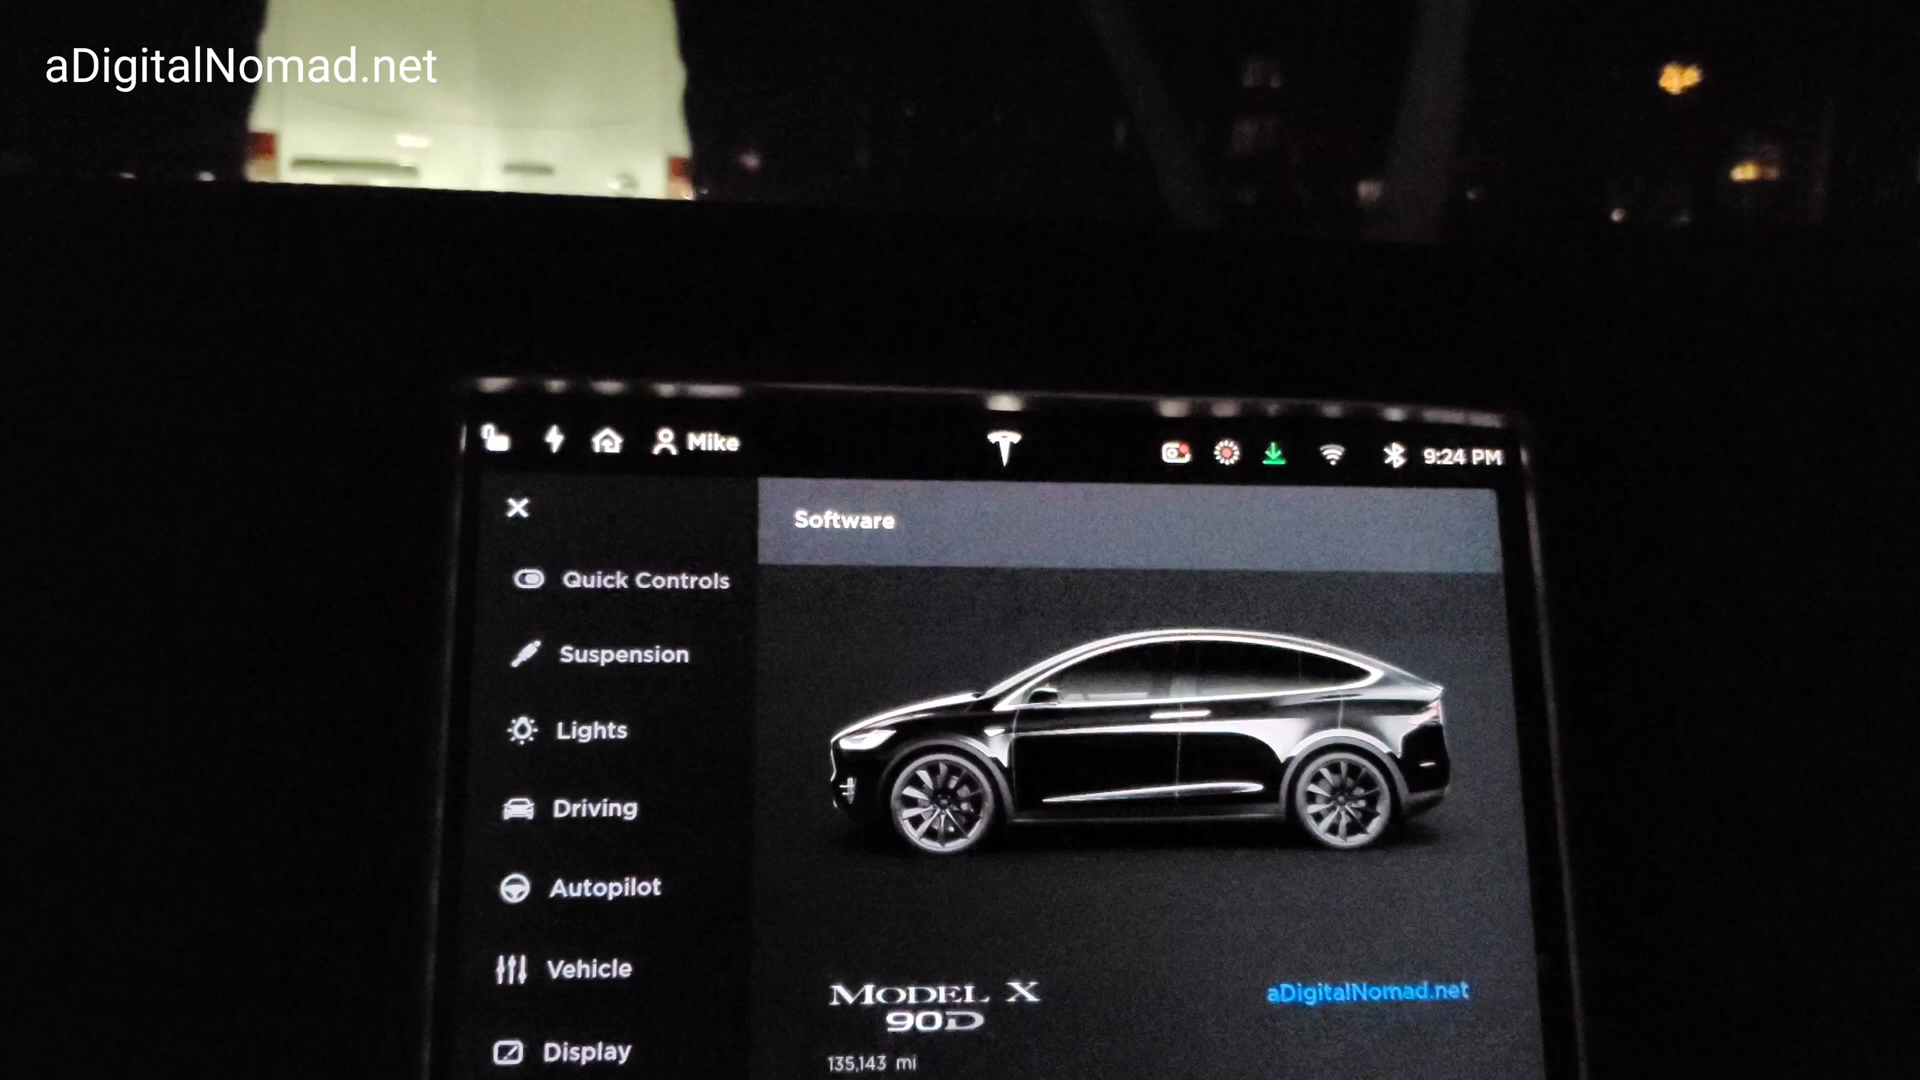 aDigitalNomad.net
Mike
9:24 PM
Software
Quick Controls
Suspension
Lights
Driving
Autopilot
Vehicle
Display
MODEL X
90D
aDigitalNomad.net
135,143 mi